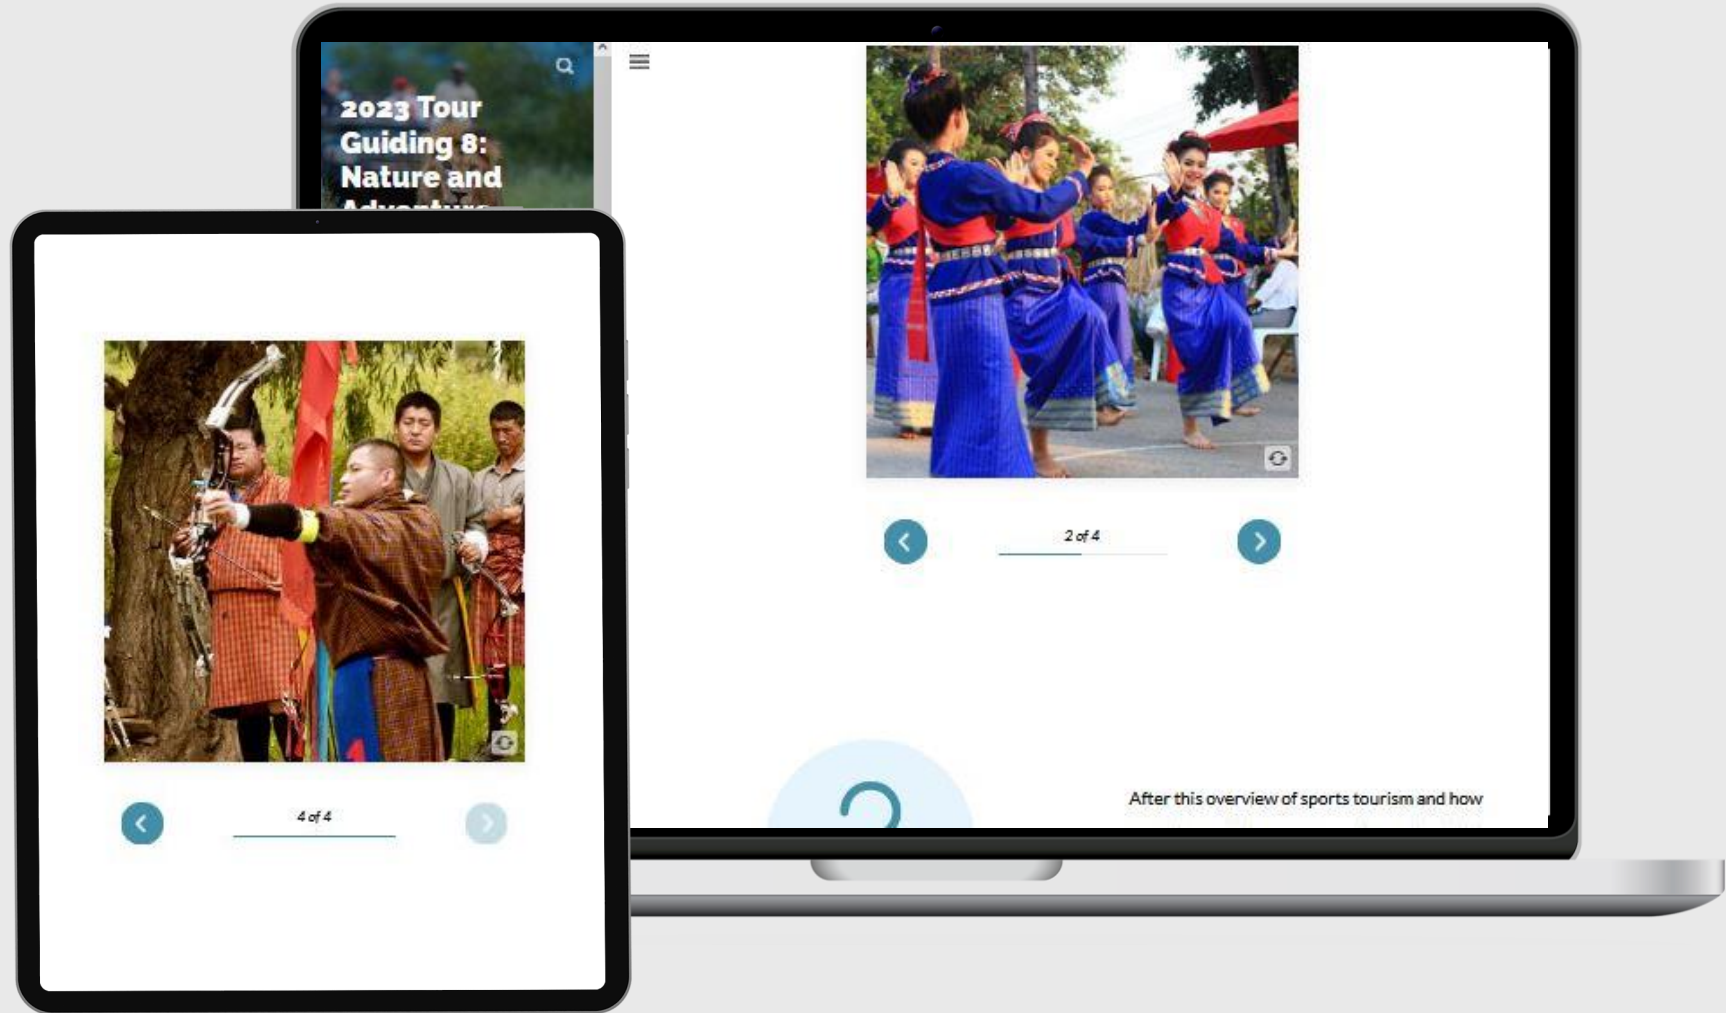 2023 Tour
Guiding 8:
Nature and
Adventure
2 of 4
After this overview of sports tourism and how
4 of 4